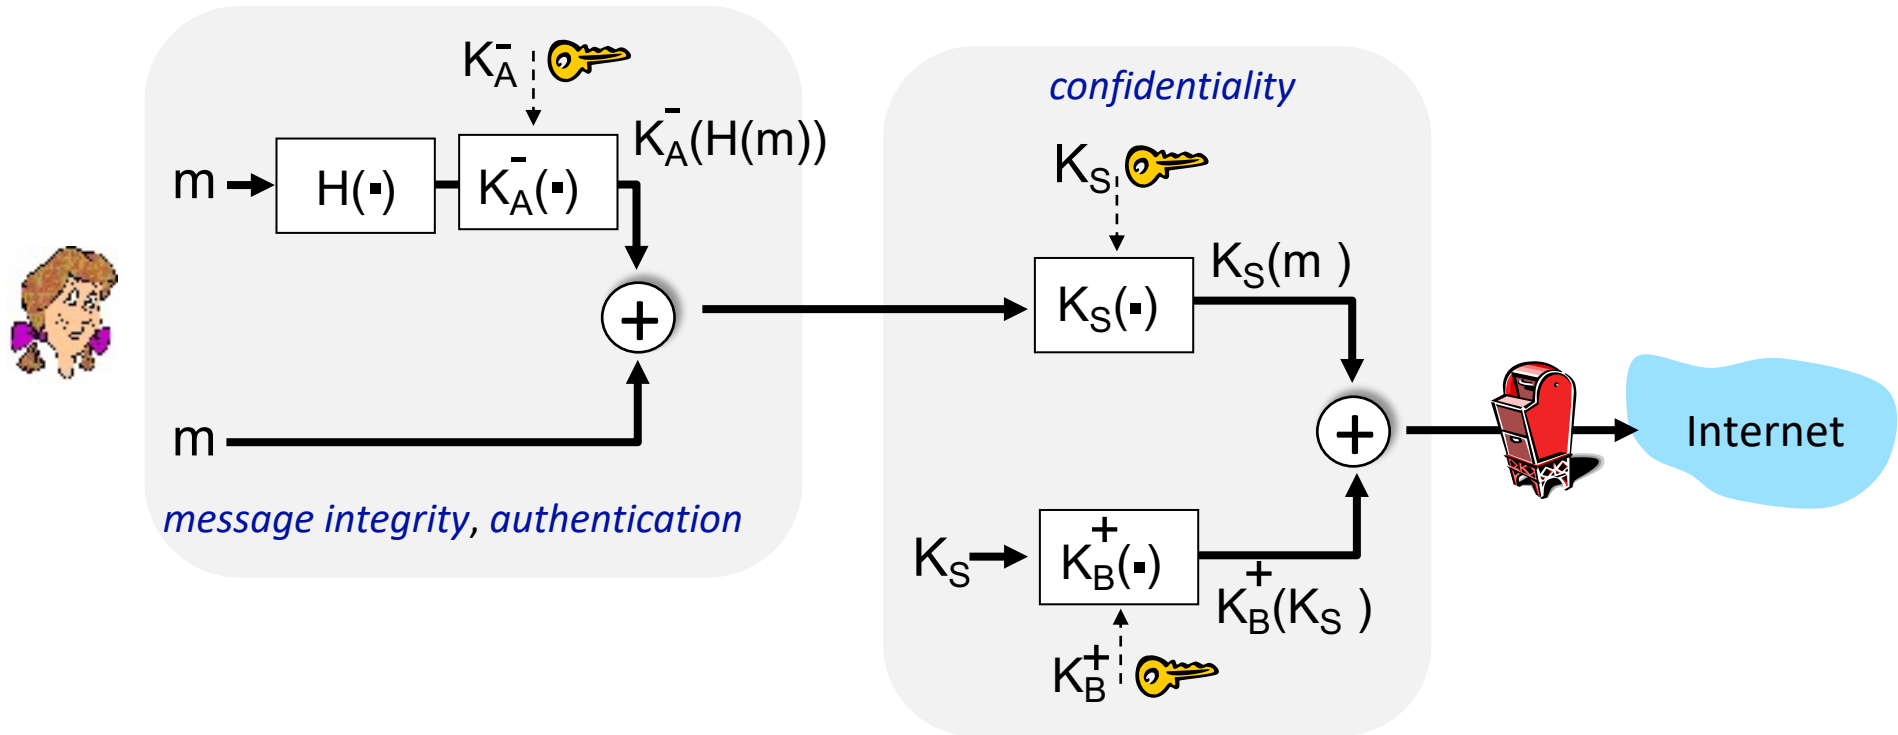 K_A^-
K_A^-(H(m))
m
H(▪)
K_A^-(▪)
m
message integrity, authentication
confidentiality
K_S
K_S(m )
K_S(▪)
+
+
Internet
K_S
K_B^+(▪)
K_B^+(K_S )
K_B^+